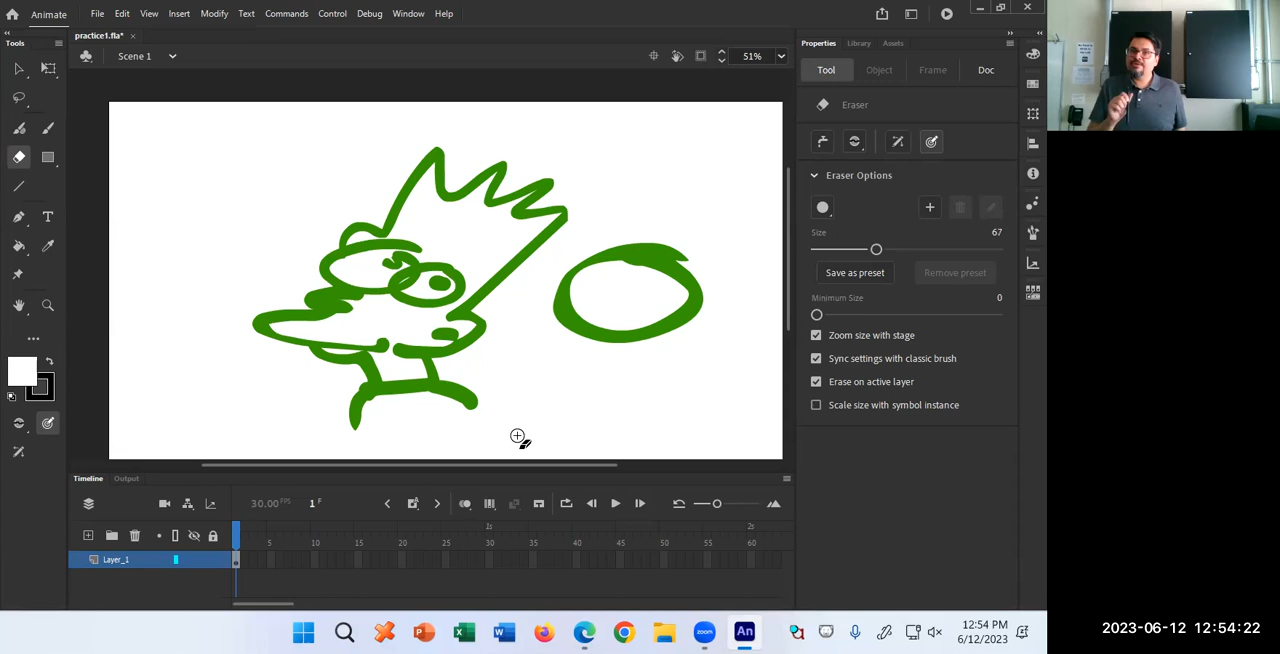 Animate File Edit View Insert Modify Text Commands Control Debug Window Help
practice1.fla*
Scene 1
51%
Tools
Properties Library Assets
Tool Object Frame Doc
Eraser
Eraser Options
Size 67
Save as preset Remove preset
Minimum Size 0
Zoom size with stage
Sync settings with classic brush
Erase on active layer
Scale size with symbol instance
Timeline Output
30.00 FPS 1 F
1s 2s
5 10 15 20 25 30 35 40 45 50 55 60
Layer_1
12:54 PM
6/12/2023
2023-06-12 12:54:22